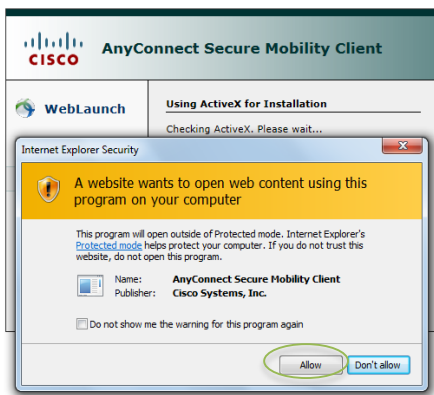 CISCO
AnyConnect Secure Mobility Client
WebLaunch
Using ActiveX for Installation
Checking ActiveX. Please wait...
Internet Explorer Security
A website wants to open web content using this
program on your computer
This program will open outside of Protected mode. Internet Explorer's
Protected mode helps protect your computer. If you do not trust this
website, do not open this program.
Name: AnyConnect Secure Mobility Client
Publisher: Cisco Systems, Inc.
Do not show me the warning for this program again
Allow Don't allow